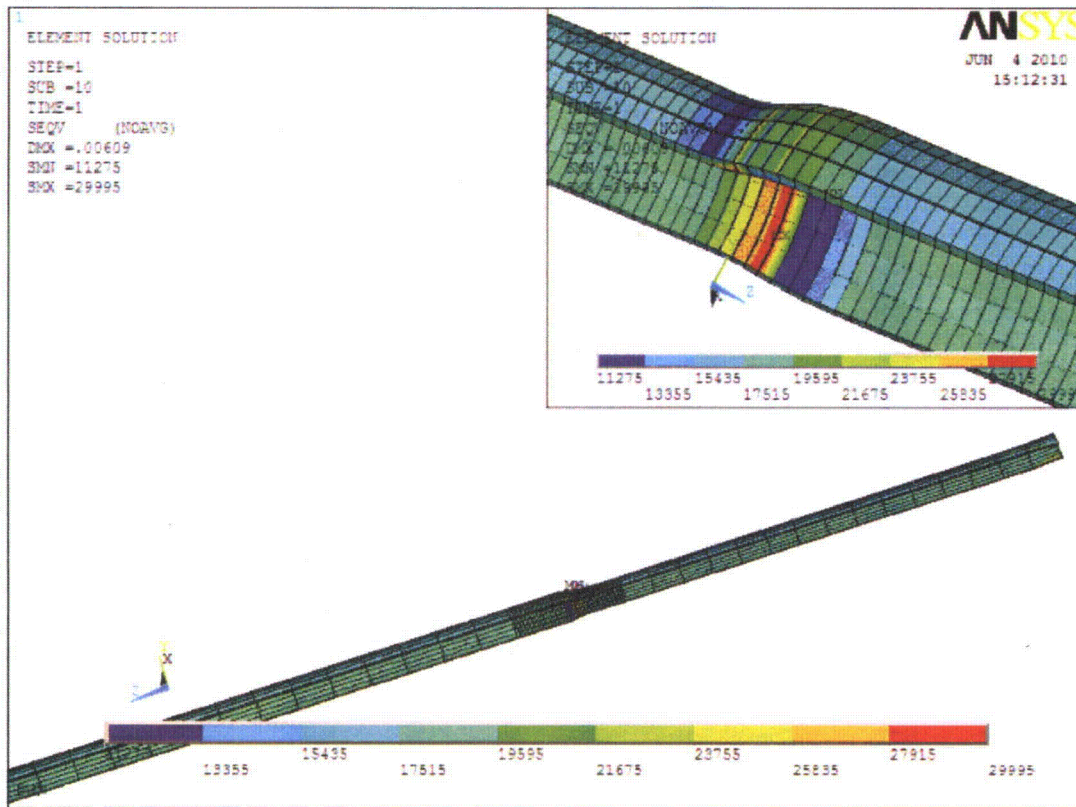 1
ELEMENT SOLUTION
STEP=1
SUB =10
TIME=1
SEQV (NOAVG)
DMX =.00609
SMN =11275
SMX =29995
SOLUTION
ANSYS
JUN 4 2010
15:12:31
Z
11275 15435 19595 23755
13355 17515 21675 25835
MX
X
Z
15435 19595 23755 27915
13355 17515 21675 25835 29995